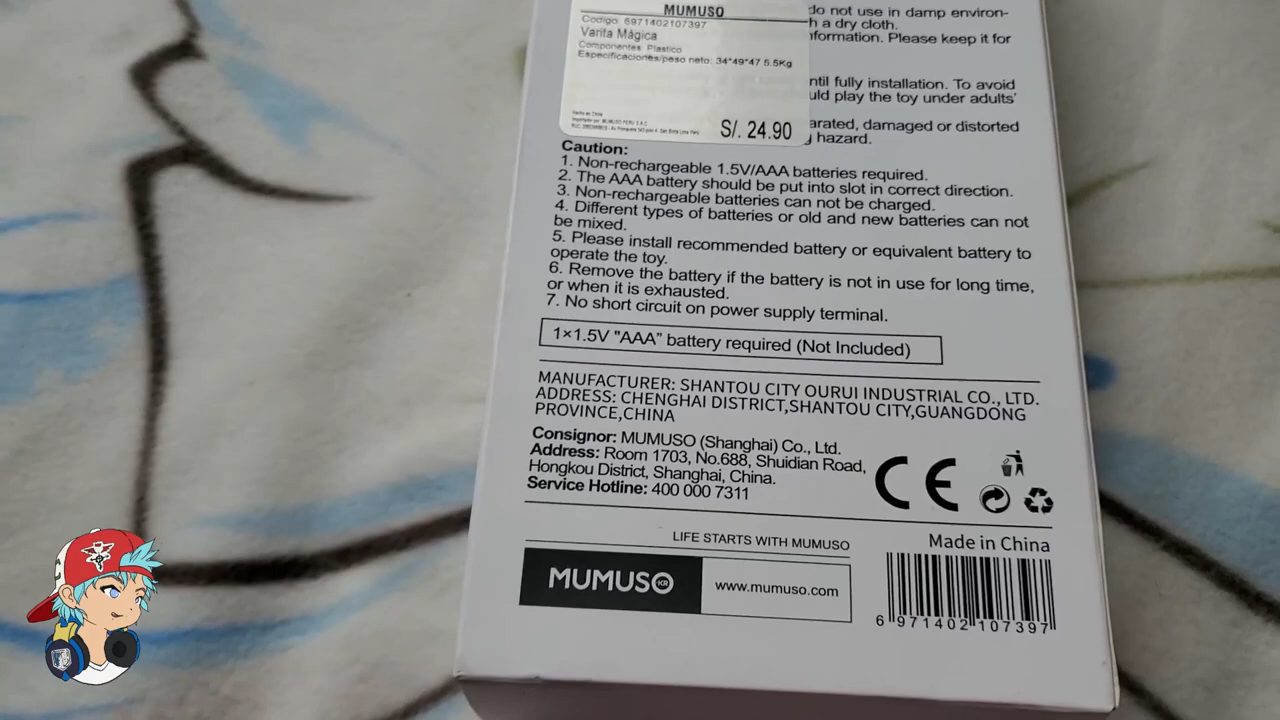 MUMUSO
Codigo: 6971402107397
Varita Mágica
Componentes: Plastico
Especificaciones/peso neto: 34*49*47 5.5Kg
Hecho en China
S/. 24.90
do not use in damp environ-
h a dry cloth.
nformation. Please keep it for
ntil fully installation. To avoid
uld play the toy under adults'
arated, damaged or distorted
g hazard.
Caution:
1. Non-rechargeable 1.5V/AAA batteries required.
2. The AAA battery should be put into slot in correct direction.
3. Non-rechargeable batteries can not be charged.
4. Different types of batteries or old and new batteries can not
be mixed.
5. Please install recommended battery or equivalent battery to
operate the toy.
6. Remove the battery if the battery is not in use for long time,
or when it is exhausted.
7. No short circuit on power supply terminal.
1×1.5V "AAA" battery required (Not Included)
MANUFACTURER: SHANTOU CITY OURUI INDUSTRIAL CO., LTD.
ADDRESS: CHENGHAI DISTRICT,SHANTOU CITY,GUANGDONG
PROVINCE,CHINA
Consignor: MUMUSO (Shanghai) Co., Ltd.
Address: Room 1703, No.688, Shuidian Road,
Hongkou District, Shanghai, China.
Service Hotline: 400 000 7311
CE
LIFE STARTS WITH MUMUSO
MUMUSO KR
www.mumuso.com
Made in China
6 971402 107397